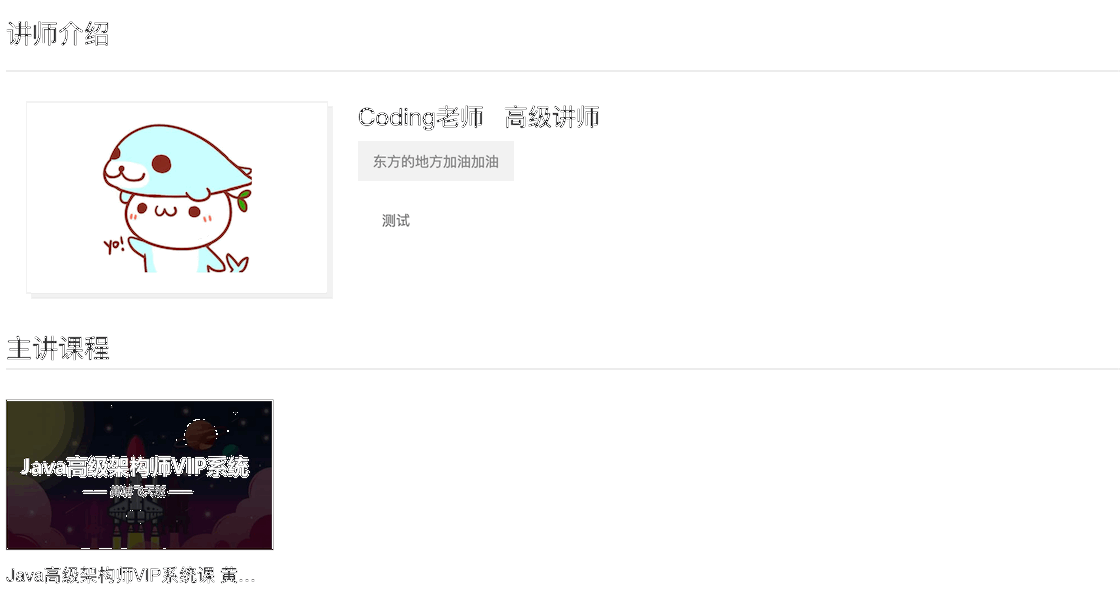 讲师介绍
Coding老师 高级讲师
东方的地方加油加油
测试
yo!
主讲课程
Java高级架构师VIP系统
Java高级架构师VIP系统课 黄...